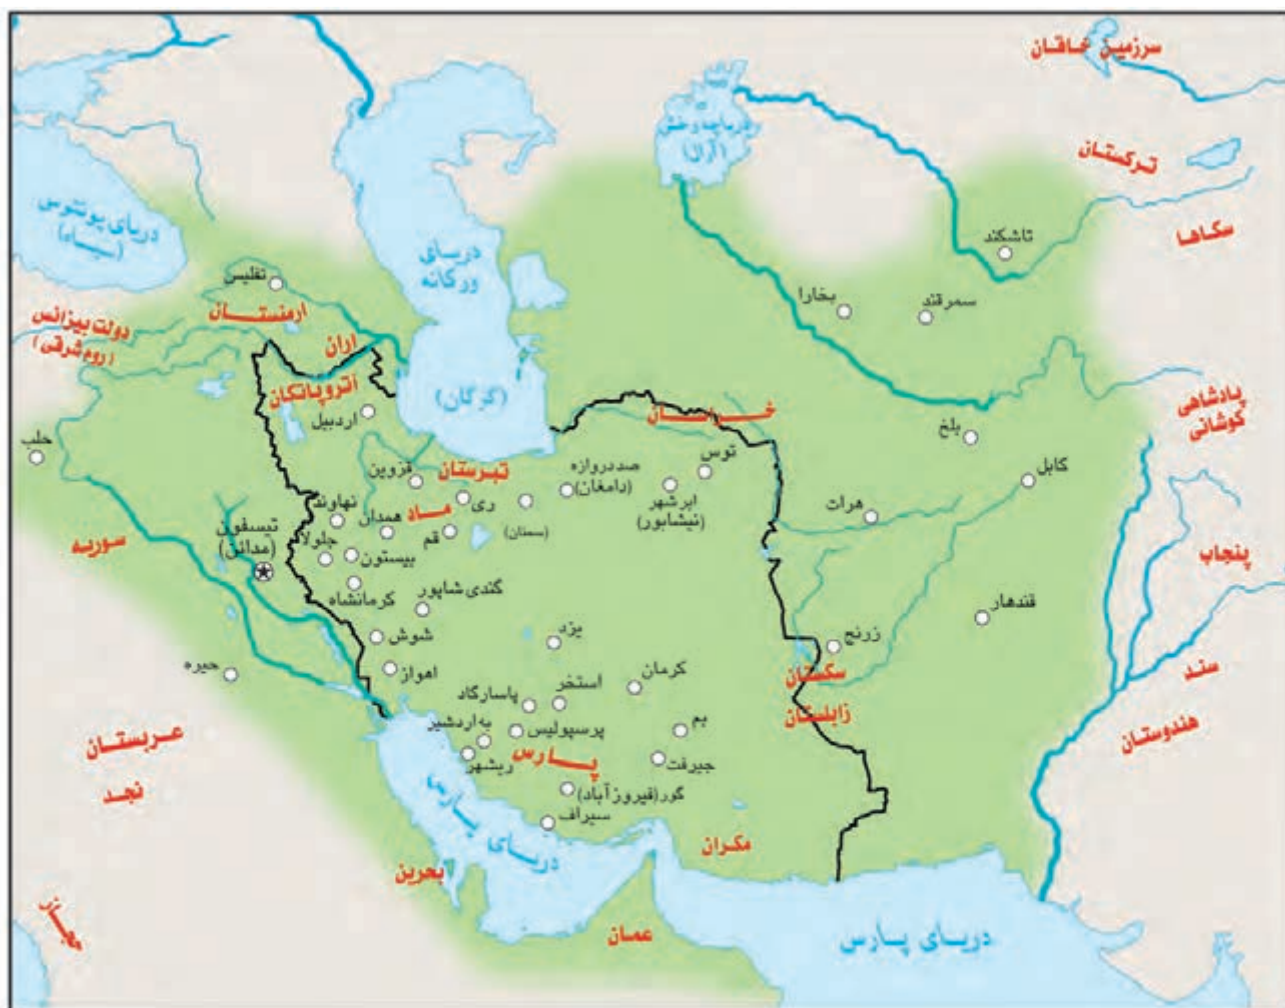 سرزمین خاقان
دریاچه وخش
(آرال)
ترکستان
سکاها
دریای پونتوس
(سیاه)
دریای
ورکانه
(گرگان)
تاشکند
بخارا
سمرقند
تفلیس
ارمنستان
دولت بیزانس
(روم شرقی)
اران
آتروپاتکان
اردبیل
خراسان
پادشاهی
کوشانی
بلخ
کابل
حلب
قزوین
تبرستان
صددروازه
(دامغان)
توس
ابرشهر
(نیشابور)
هرات
ری
(سمنان)
ماد
نهاوند
همدان
قم
تیسفون
(مدائن)
جلولا
بیستون
کرمانشاه
گندی شاپور
سوریه
پنجاب
قندهار
زرنج
شوش
یزد
اهواز
حیره
کرمان
استخر
پاسارگاد
سکستان
زابلستان
سند
هندوستان
بم
پرسپولیس
به اردشیر
ریشهر
پارس
جیرفت
گور(فیروزآباد)
سیراف
عربستان
نجد
دریای پارس
مکران
بحرین
حجاز
عمان
دریای پارس